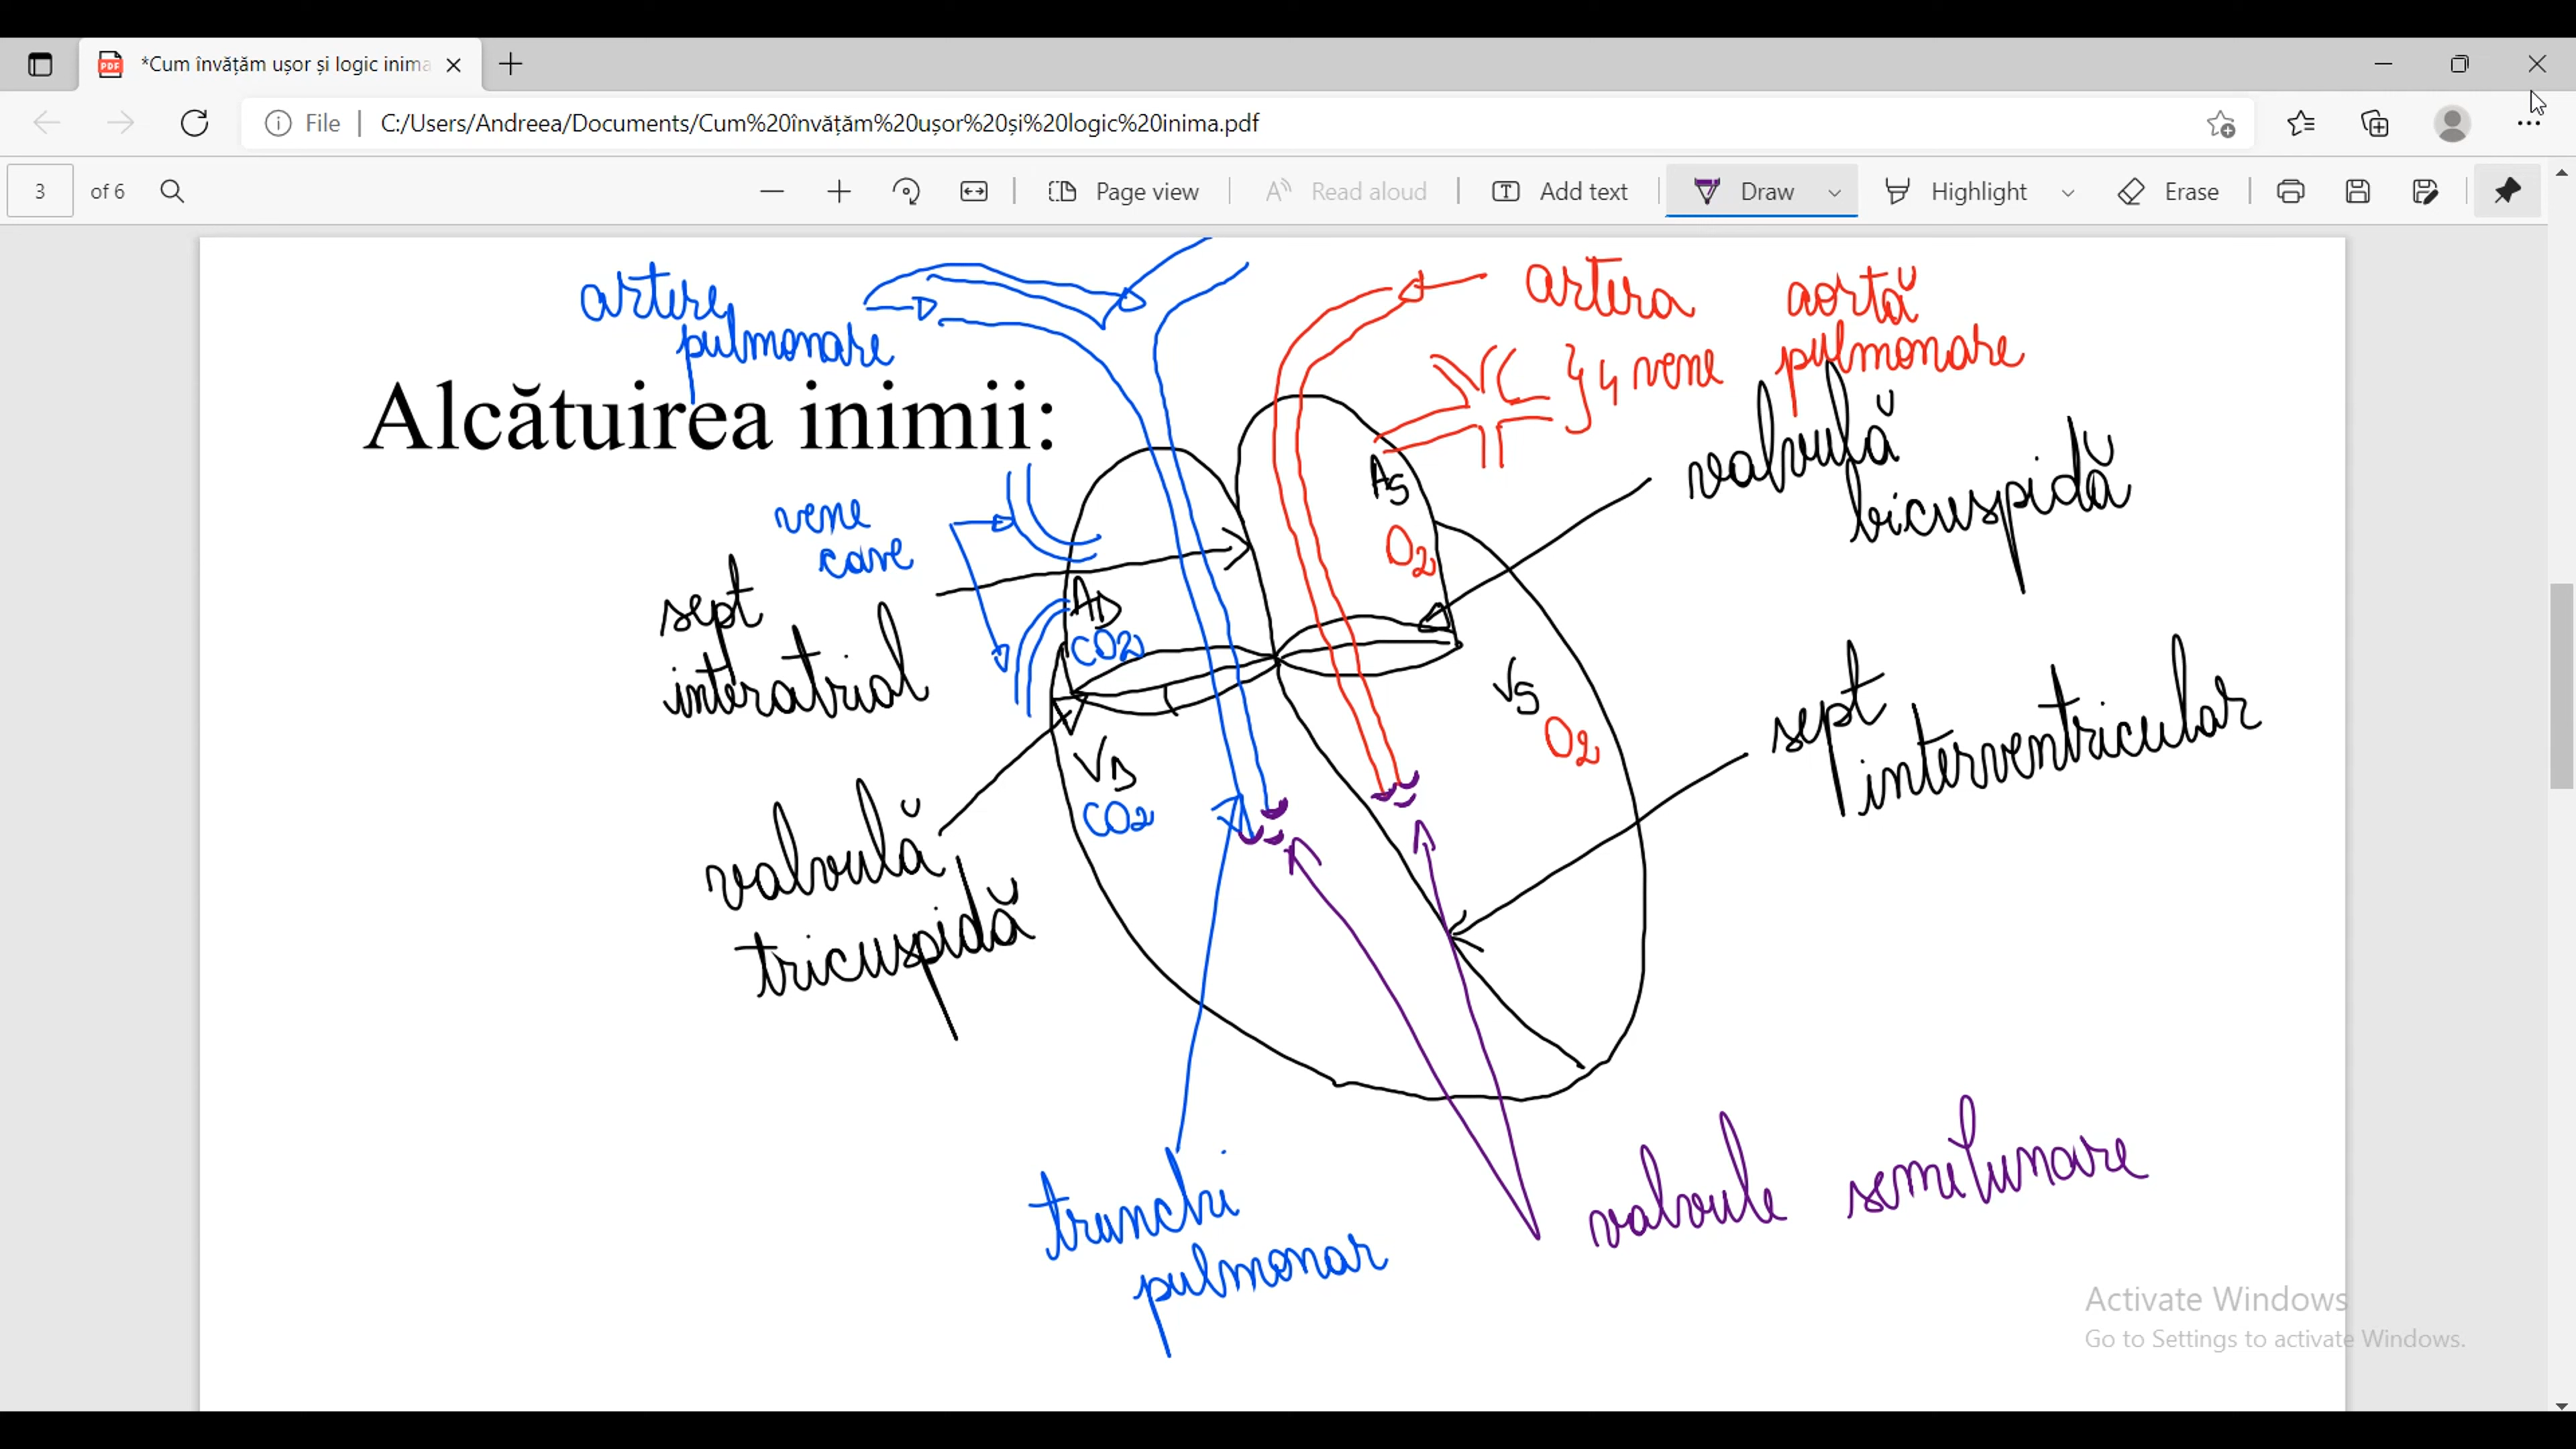 *Cum învățăm ușor și logic inima
File
C:/Users/Andreea/Documents/Cum%20învățăm%20ușor%20și%20logic%20inima.pdf
3 of 6
Page view
Read aloud
Add text
Draw
Highlight
Erase
artere
pulmonare
artera aortă
4 vene pulmonare
Alcătuirea inimii:
valvulă
bicuspidă
AS
O2
vene
cave
sept
interatrial
AD
CO2
VS
O2
sept
interventricular
VD
CO2
valvulă
tricuspidă
trunchi
pulmonar
valvule semilunare
Activate Windows
Go to Settings to activate Windows.